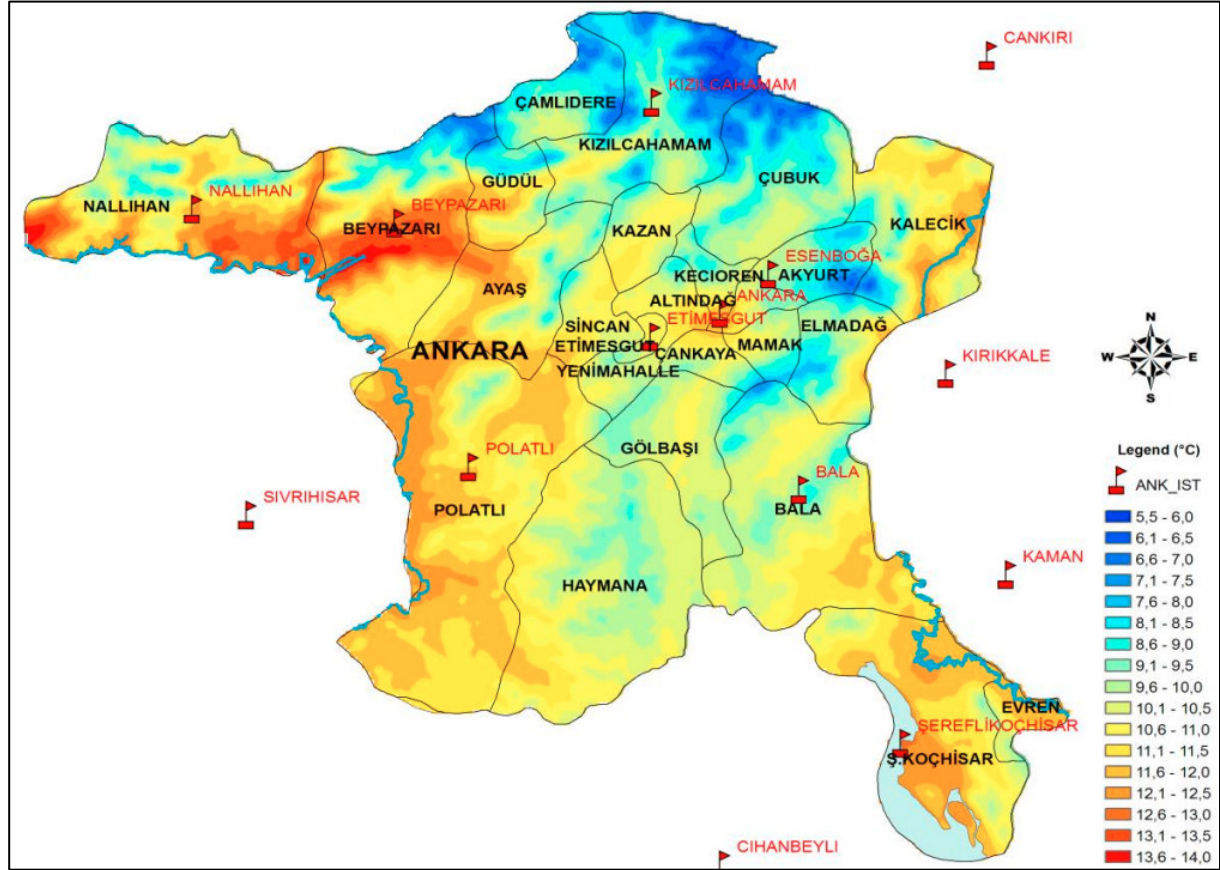 CANKIRI
KIZILCAHAMAM
ÇAMLIDERE
KIZILCAHAMAM
ÇUBUK
GÜDÜL
NALLIHAN
NALLIHAN
BEYPAZARI
BEYPAZARI
KALECİK
KAZAN
ESENBOĞA
KECIOREN
AKYURT
AYAŞ
ALTINDAĞ
ANKARA
ETİMESGUT
SİNCAN
ELMADAĞ
ANKARA
ETİMESGUT
ÇANKAYA
MAMAK
YENİMAHALLE
KIRIKKALE
N
W
E
S
GÖLBAŞI
POLATLI
BALA
POLATLI
BALA
SIVRIHISAR
KAMAN
HAYMANA
EVREN
ŞEREFLİKOÇHİSAR
Ş.KOÇHİSAR
CIHANBEYLI
Legend (°C)
ANK_IST
5,5 - 6,0
6,1 - 6,5
6,6 - 7,0
7,1 - 7,5
7,6 - 8,0
8,1 - 8,5
8,6 - 9,0
9,1 - 9,5
9,6 - 10,0
10,1 - 10,5
10,6 - 11,0
11,1 - 11,5
11,6 - 12,0
12,1 - 12,5
12,6 - 13,0
13,1 - 13,5
13,6 - 14,0